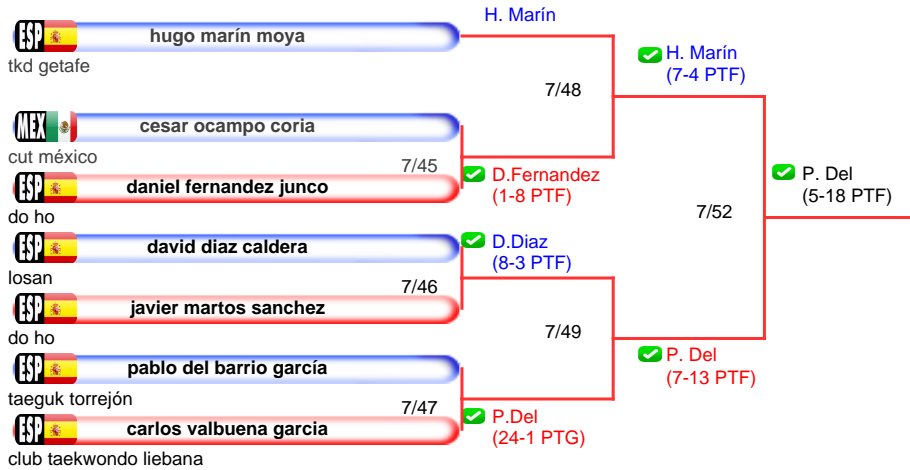 ESP hugo marín moya
tkd getafe
MEX cesar ocampo coria
cut méxico
ESP daniel fernandez junco
do ho
ESP david diaz caldera
losan
ESP javier martos sanchez
do ho
ESP pablo del barrio garcía
taeguk torrejón
ESP carlos valbuena garcia
club taekwondo liebana
7/45
7/46
7/47
H. Marín
D.Fernandez
(1-8 PTF)
D.Diaz
(8-3 PTF)
P.Del
(24-1 PTG)
7/48
7/49
H. Marín
(7-4 PTF)
P. Del
(7-13 PTF)
7/52
P. Del
(5-18 PTF)